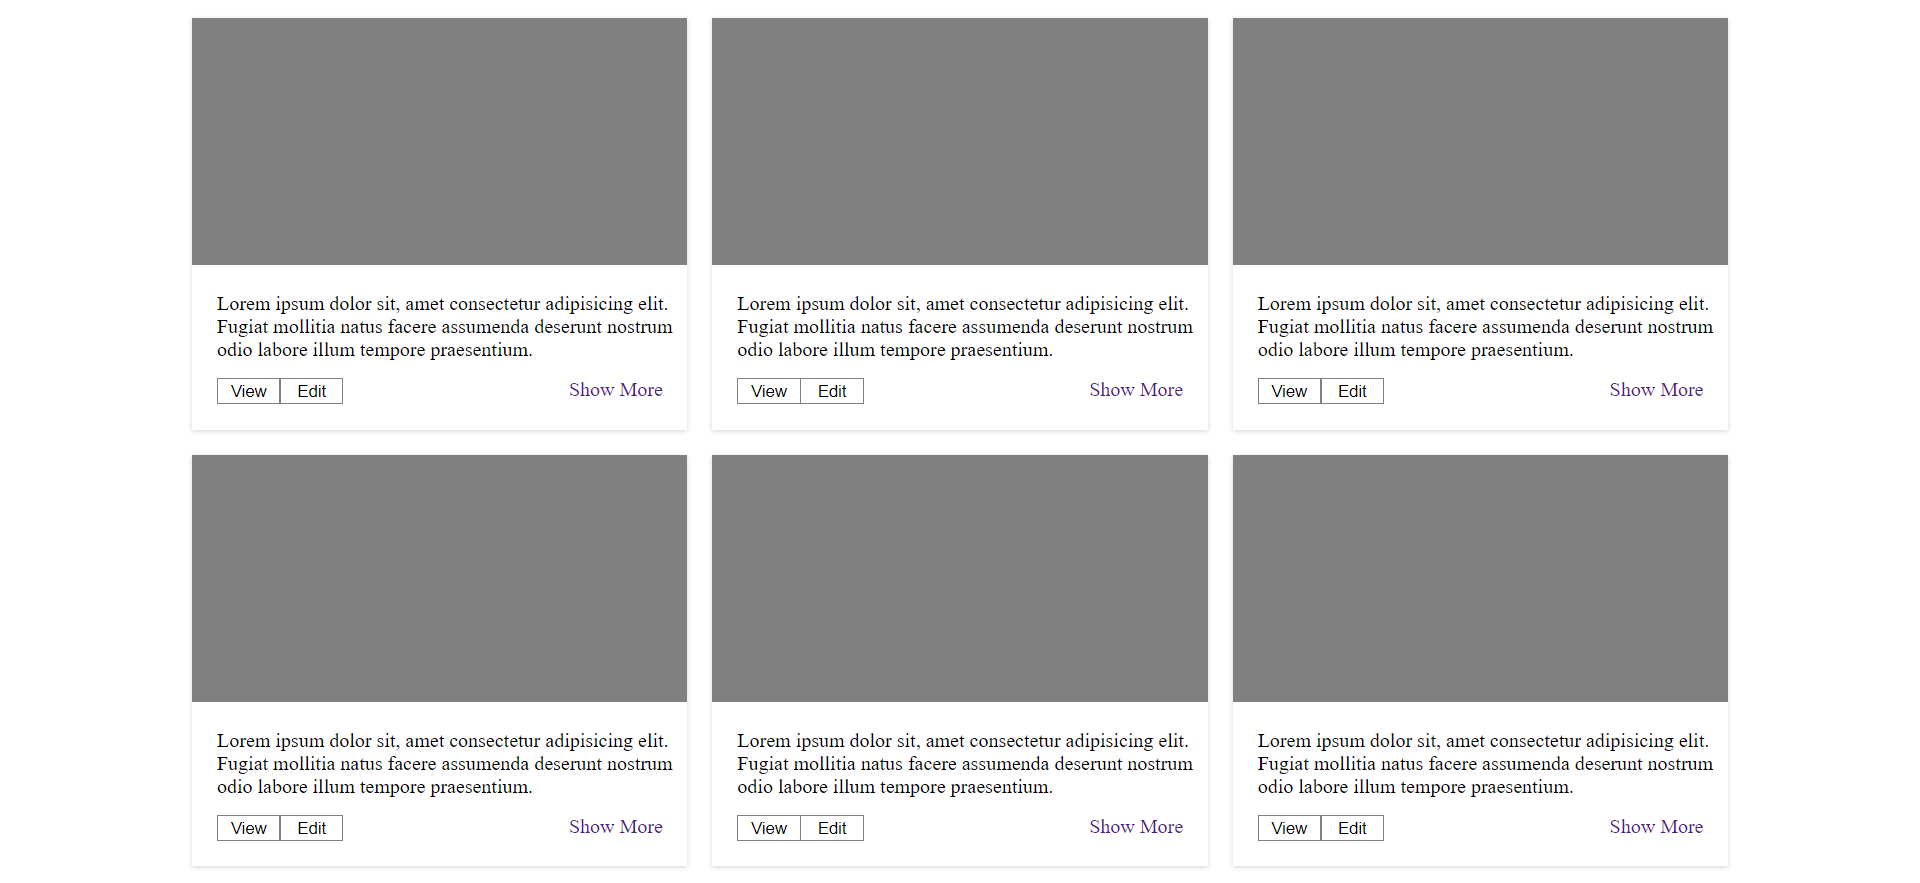 Lorem ipsum dolor sit, amet consectetur adipisicing elit.
Fugiat mollitia natus facere assumenda deserunt nostrum
odio labore illum tempore praesentium.
View Edit Show More
Lorem ipsum dolor sit, amet consectetur adipisicing elit.
Fugiat mollitia natus facere assumenda deserunt nostrum
odio labore illum tempore praesentium.
View Edit Show More
Lorem ipsum dolor sit, amet consectetur adipisicing elit.
Fugiat mollitia natus facere assumenda deserunt nostrum
odio labore illum tempore praesentium.
View Edit Show More
Lorem ipsum dolor sit, amet consectetur adipisicing elit.
Fugiat mollitia natus facere assumenda deserunt nostrum
odio labore illum tempore praesentium.
View Edit Show More
Lorem ipsum dolor sit, amet consectetur adipisicing elit.
Fugiat mollitia natus facere assumenda deserunt nostrum
odio labore illum tempore praesentium.
View Edit Show More
Lorem ipsum dolor sit, amet consectetur adipisicing elit.
Fugiat mollitia natus facere assumenda deserunt nostrum
odio labore illum tempore praesentium.
View Edit Show More